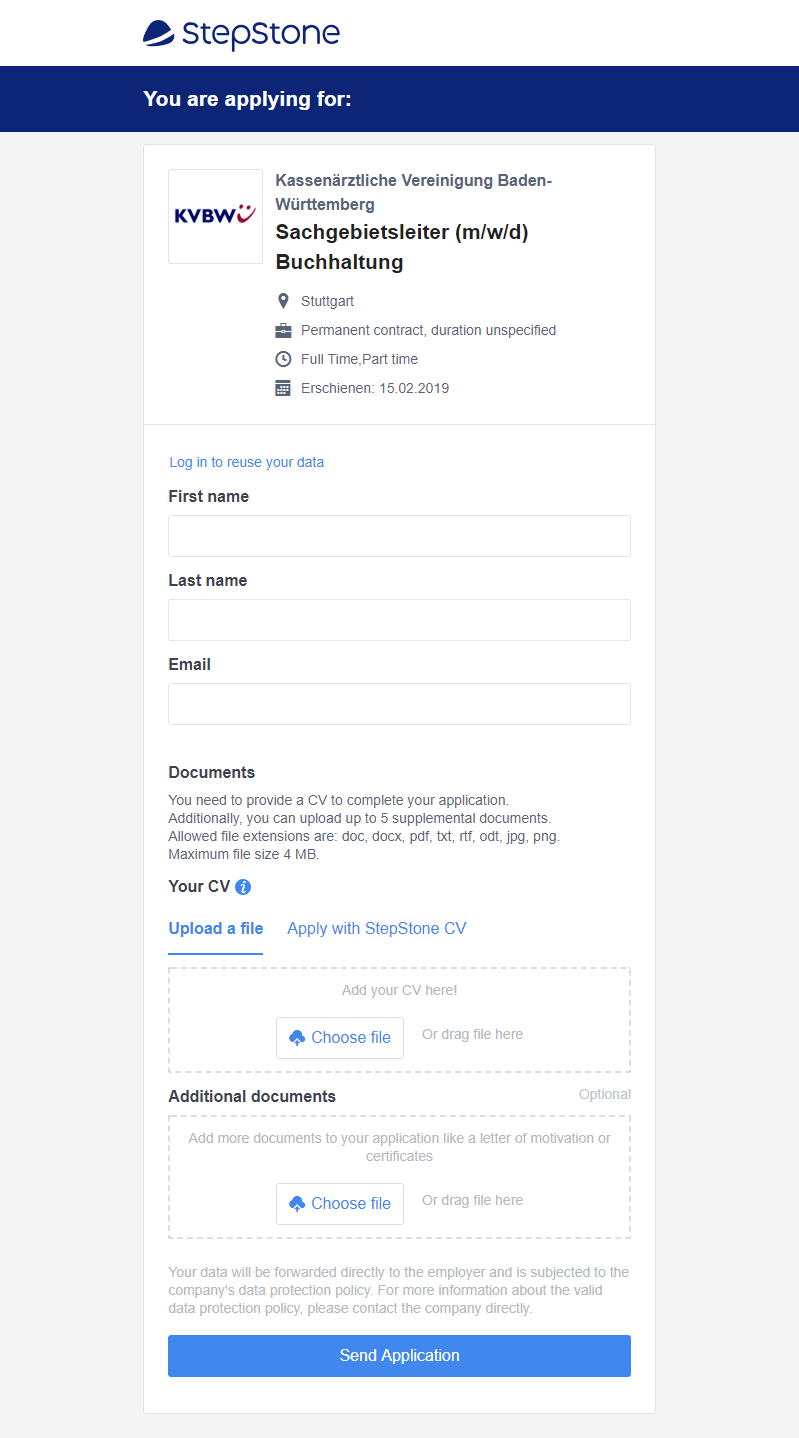 StepStone
You are applying for:
KVBW
Kassenärztliche Vereinigung Baden-
Württemberg
Sachgebietsleiter (m/w/d)
Buchhaltung
Stuttgart
Permanent contract, duration unspecified
Full Time,Part time
Erschienen: 15.02.2019
Log in to reuse your data
First name
Last name
Email
Documents
You need to provide a CV to complete your application.
Additionally, you can upload up to 5 supplemental documents.
Allowed file extensions are: doc, docx, pdf, txt, rtf, odt, jpg, png.
Maximum file size 4 MB.
Your CV i
Upload a file Apply with StepStone CV
Add your CV here!
Choose file Or drag file here
Additional documents Optional
Add more documents to your application like a letter of motivation or
certificates
Choose file Or drag file here
Your data will be forwarded directly to the employer and is subjected to the
company's data protection policy. For more information about the valid
data protection policy, please contact the company directly.
Send Application